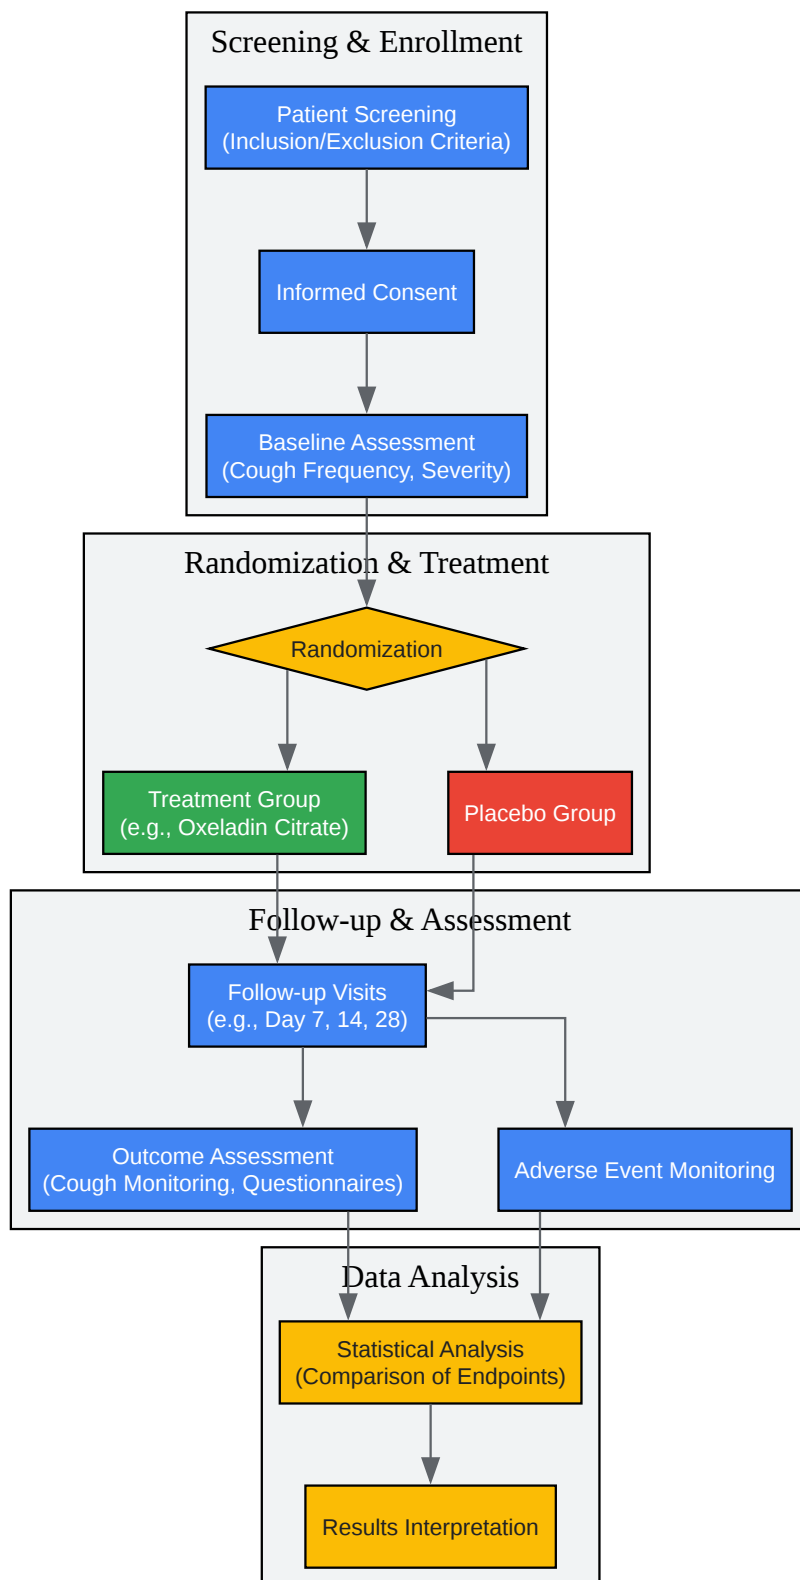 Screening & Enrollment
Patient Screening
(Inclusion/Exclusion Criteria)
Informed Consent
Baseline Assessment
(Cough Frequency, Severity)
Randomization & Treatment
Randomization
Treatment Group
(e.g., Oxeladin Citrate)
Placebo Group
Follow-up & Assessment
Follow-up Visits
(e.g., Day 7, 14, 28)
Outcome Assessment
(Cough Monitoring, Questionnaires)
Adverse Event Monitoring
Data Analysis
Statistical Analysis
(Comparison of Endpoints)
Results Interpretation